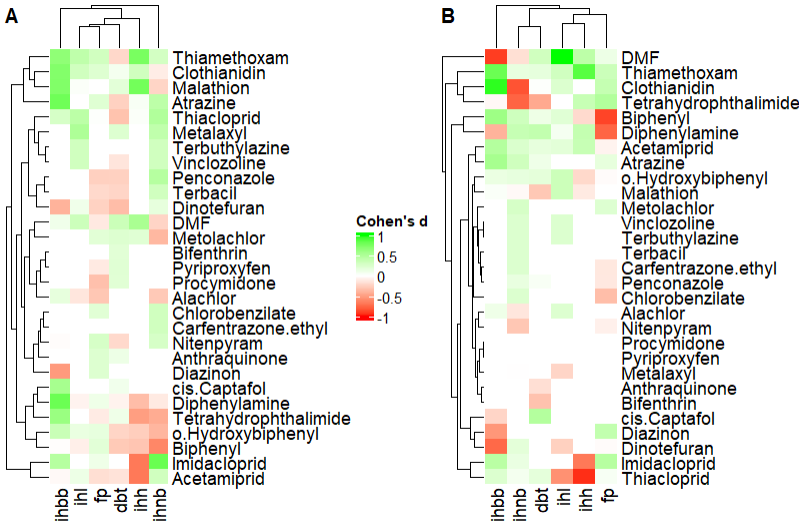 A
Thiamethoxam
Clothianidin
Malathion
Atrazine
Thiacloprid
Metalaxyl
Terbuthylazine
Vinclozoline
Penconazole
Terbacil
Dinotefuran
DMF
Metolachlor
Bifenthrin
Pyriproxyfen
Procymidone
Alachlor
Chlorobenzilate
Carfentrazone.ethyl
Nitenpyram
Anthraquinone
Diazinon
cis.Captafol
Diphenylamine
Tetrahydrophthalimide
o.Hydroxybiphenyl
Biphenyl
Imidacloprid
Acetamiprid
ihbb ihl fp dbt ihh ihnb
Cohen's d
1
0.5
0
-0.5
-1
B
DMF
Thiamethoxam
Clothianidin
Tetrahydrophthalimide
Biphenyl
Diphenylamine
Acetamiprid
Atrazine
o.Hydroxybiphenyl
Malathion
Metolachlor
Vinclozoline
Terbuthylazine
Terbacil
Carfentrazone.ethyl
Penconazole
Chlorobenzilate
Alachlor
Nitenpyram
Procymidone
Pyriproxyfen
Metalaxyl
Anthraquinone
Bifenthrin
cis.Captafol
Diazinon
Dinotefuran
Imidacloprid
Thiacloprid
ihbb ihnb dbt ihl ihh fp